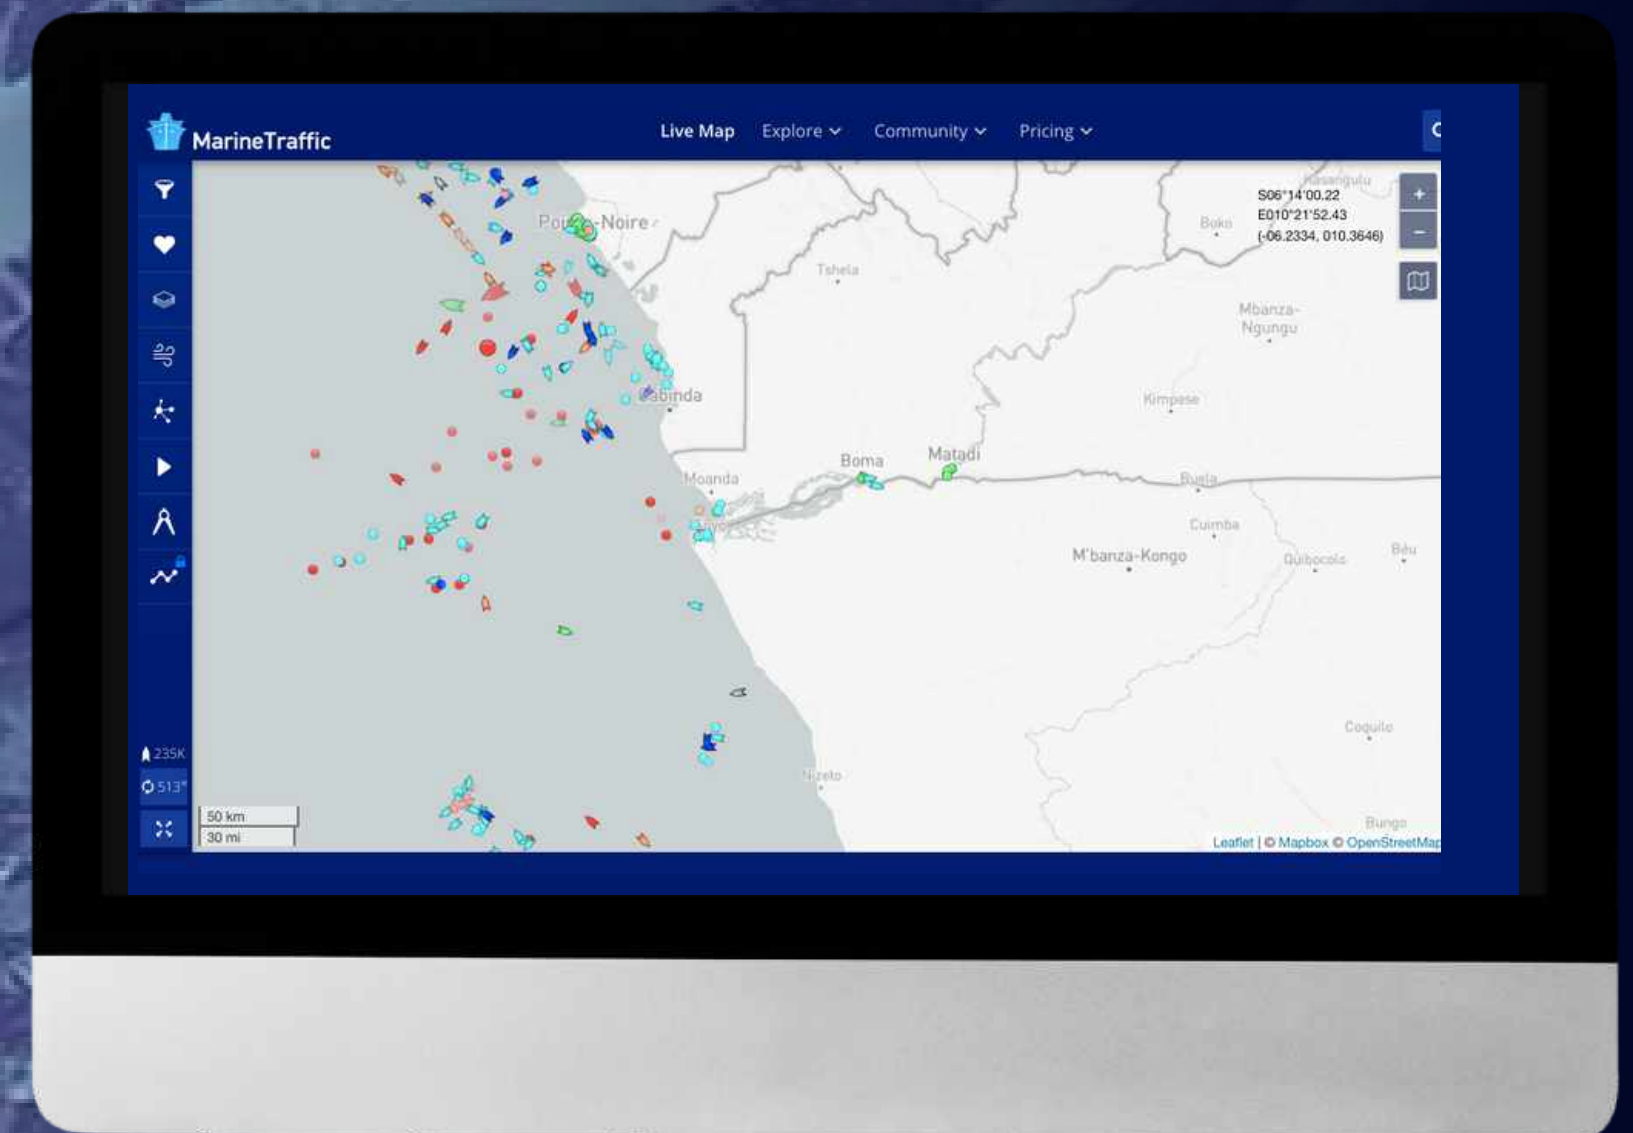 MarineTraffic
Live Map
Explore
Community
Pricing
Kasangulu
S06°14'00.22
E010°21'52.43
(-06.2334, 010.3646)
+
−
-Noire
Boko
Tshela
Mbanza-
Ngungu
Cabinda
Kimpese
Boma
Matadi
Moanda
Buela
Cuimba
M'banza-Kongo
Quibocolo
Béu
Coquilo
N'zeto
235K
513"
50 km
30 mi
Bungo
Leaflet | © Mapbox © OpenStreetMap